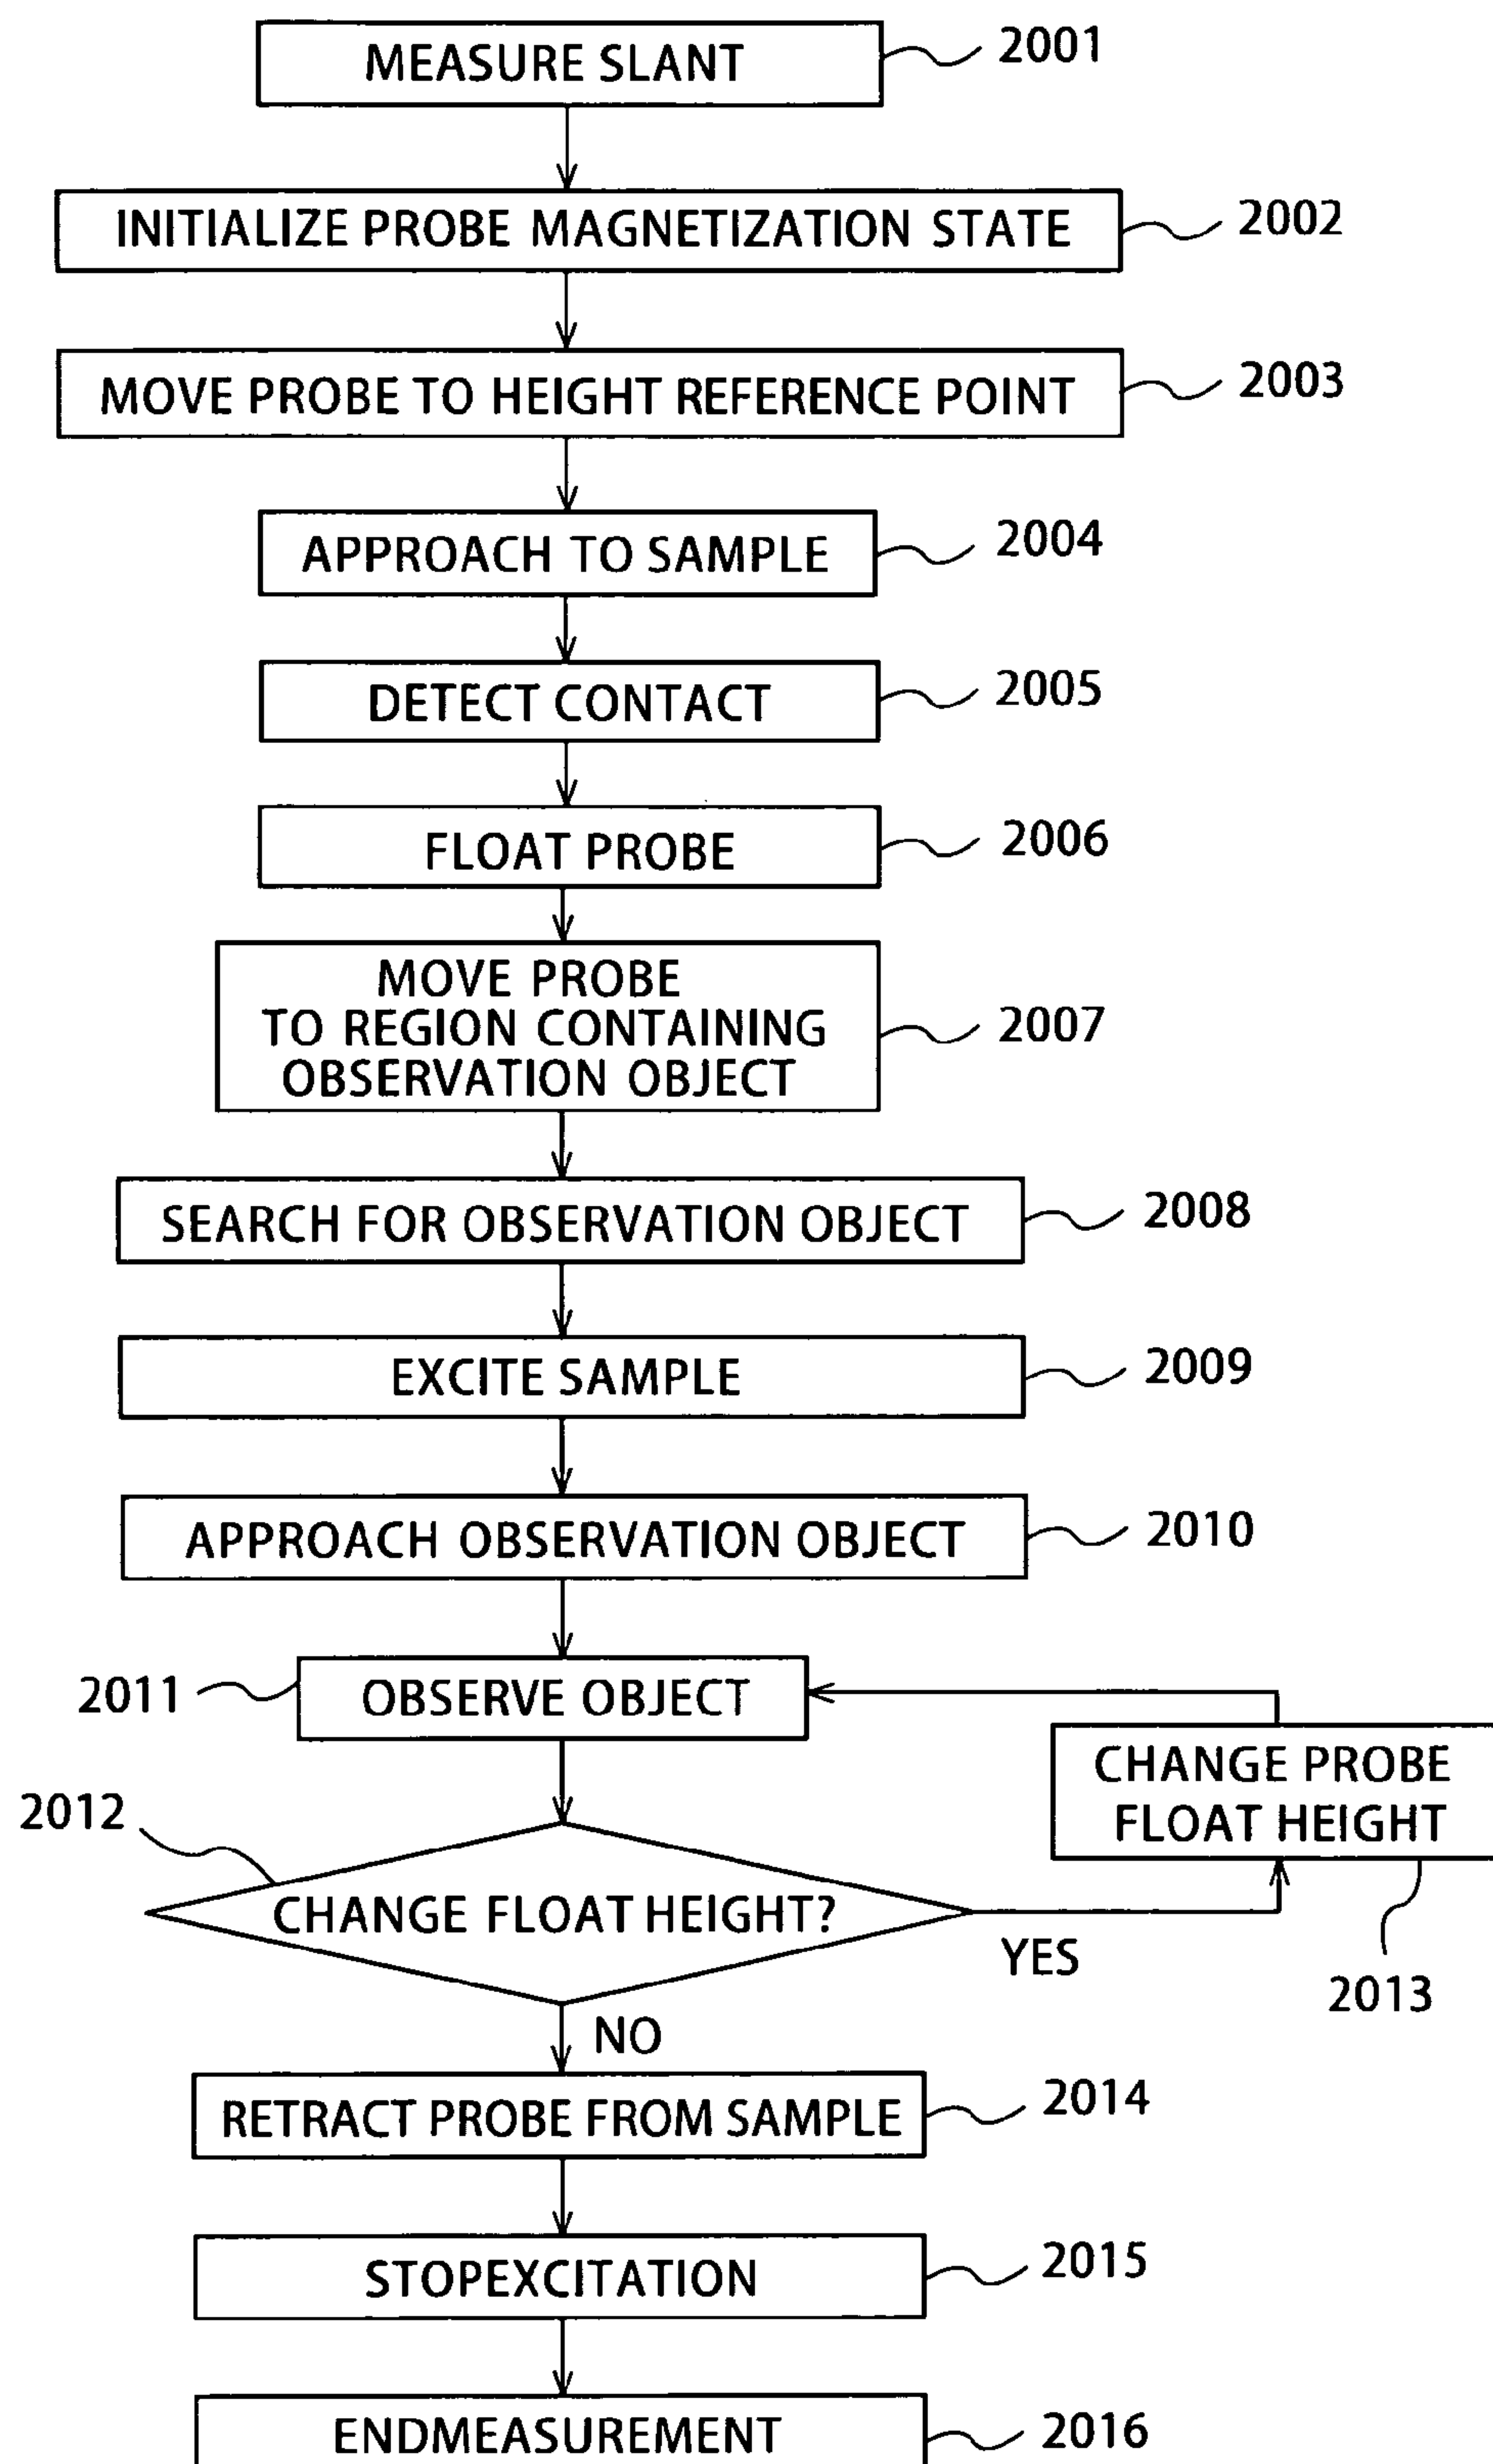 MEASURE SLANT
2001
INITIALIZE PROBE MAGNETIZATION STATE
2002
MOVE PROBE TO HEIGHT REFERENCE POINT
2003
APPROACH TO SAMPLE
2004
DETECT CONTACT
2005
FLOAT PROBE
2006
MOVE PROBE
TO REGION CONTAINING
OBSERVATION OBJECT
2007
SEARCH FOR OBSERVATION OBJECT
2008
EXCITE SAMPLE
2009
APPROACH OBSERVATION OBJECT
2010
2011
OBSERVE OBJECT
CHANGE PROBE
FLOAT HEIGHT
2012
CHANGE FLOAT HEIGHT?
YES
2013
NO
RETRACT PROBE FROM SAMPLE
2014
STOPEXCITATION
2015
ENDMEASUREMENT
2016